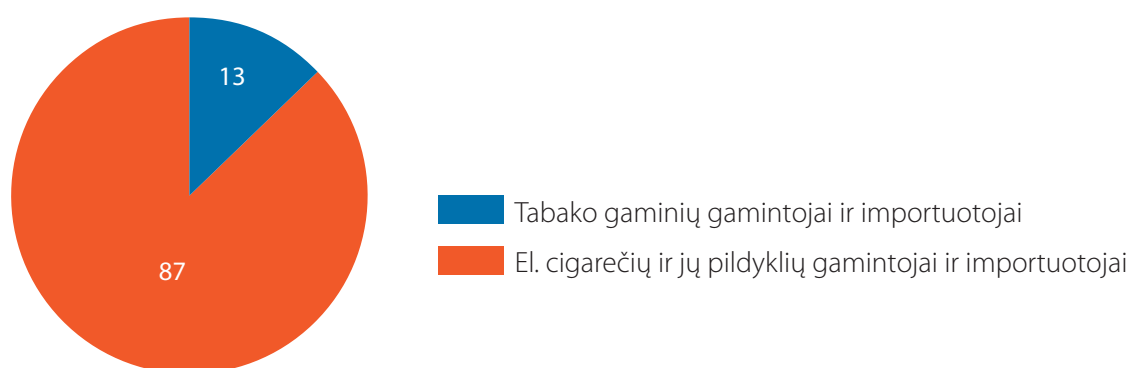 13
87
Tabako gaminių gamintojai ir importuotojai
El. cigarečių ir jų pildyklių gamintojai ir importuotojai